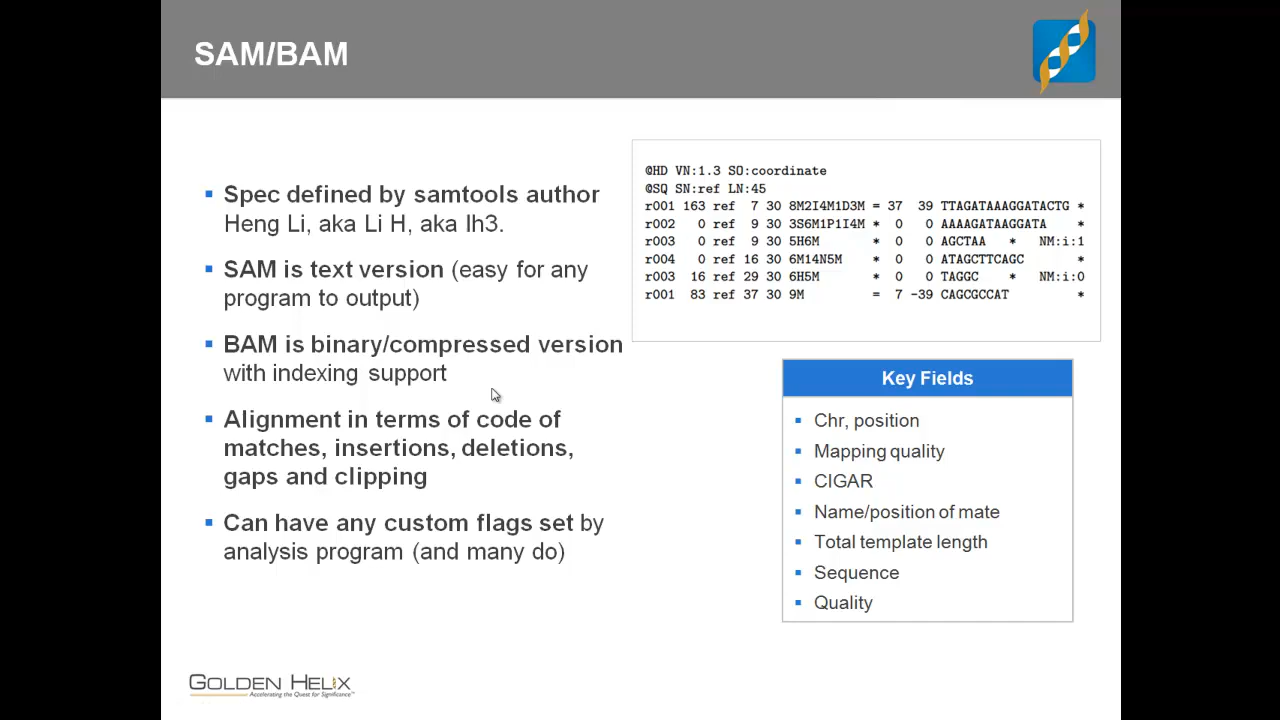 SAM/BAM
▪ Spec defined by samtools author
Heng Li, aka Li H, aka lh3.
▪ SAM is text version (easy for any
program to output)
▪ BAM is binary/compressed version
with indexing support
▪ Alignment in terms of code of
matches, insertions, deletions,
gaps and clipping
▪ Can have any custom flags set by
analysis program (and many do)
@HD VN:1.3 SO:coordinate
@SQ SN:ref LN:45
r001 163 ref 7 30 8M2I4M1D3M = 37 39 TTAGATAAAGGATACTG *
r002 0 ref 9 30 3S6M1P1I4M * 0 0 AAAAGATAAGGATA *
r003 0 ref 9 30 5H6M * 0 0 AGCTAA * NM:i:1
r004 0 ref 16 30 6M14N5M * 0 0 ATAGCTTCAGC *
r003 16 ref 29 30 6H5M * 0 0 TAGGC * NM:i:0
r001 83 ref 37 30 9M = 7 -39 CAGCGCCAT *
Key Fields
▪ Chr, position
▪ Mapping quality
▪ CIGAR
▪ Name/position of mate
▪ Total template length
▪ Sequence
▪ Quality
GOLDEN HELIX
Accelerating the Quest for Significance™